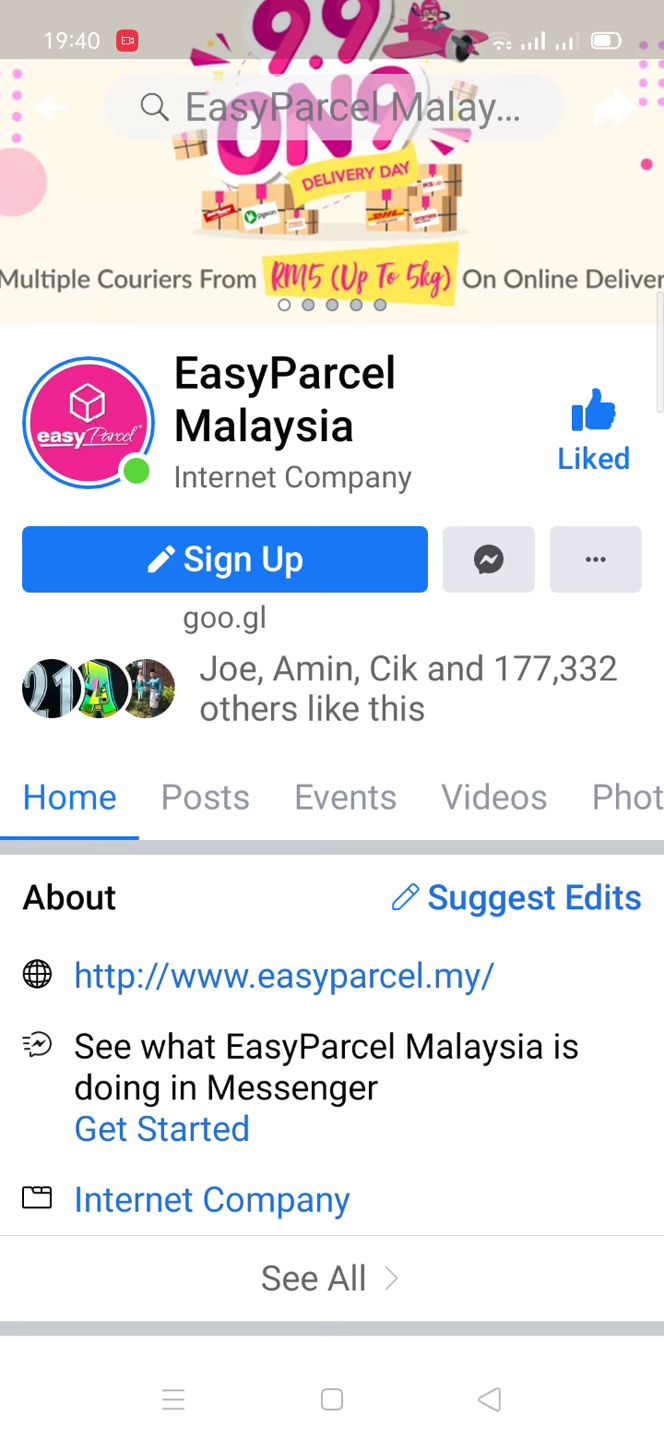 19:40
9.9
EasyParcel Malay...
ON9
DELIVERY DAY
Multiple Couriers From RM5 (Up To 5kg) On Online Deliver
easyParcel
EasyParcel
Malaysia
Internet Company
Liked
Sign Up
goo.gl
21
A
Joe, Amin, Cik and 177,332
others like this
Home Posts Events Videos Phot
About
Suggest Edits
http://www.easyparcel.my/
See what EasyParcel Malaysia is
doing in Messenger
Get Started
Internet Company
See All